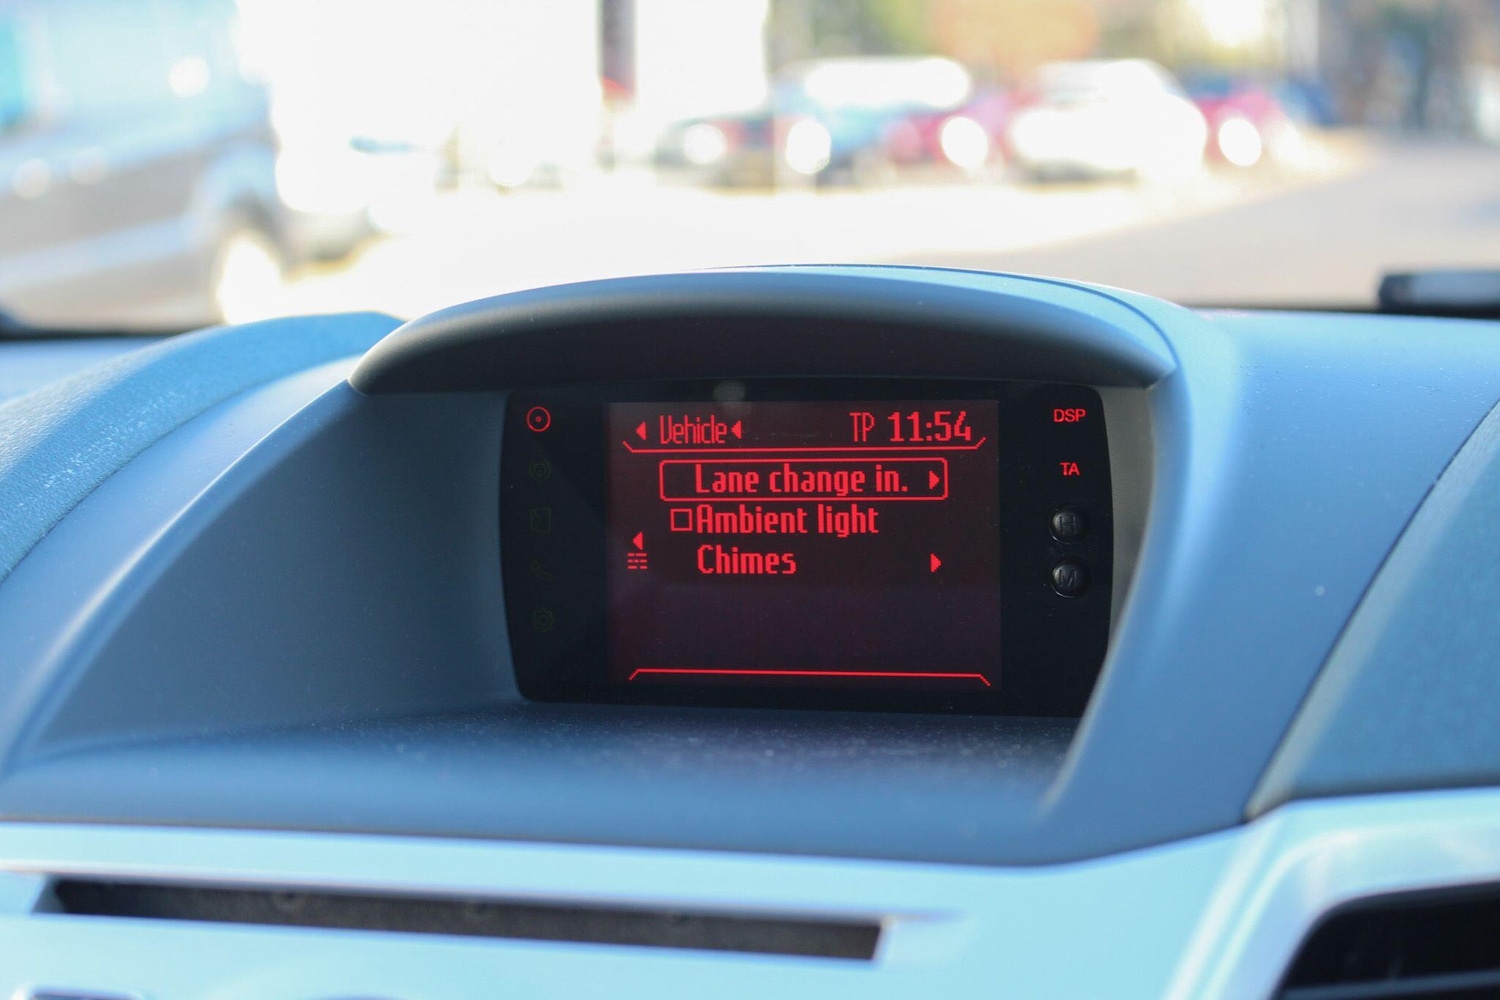 Vehicle TP 11:54
Lane change in.
Ambient light
Chimes
DSP
TA
H
M